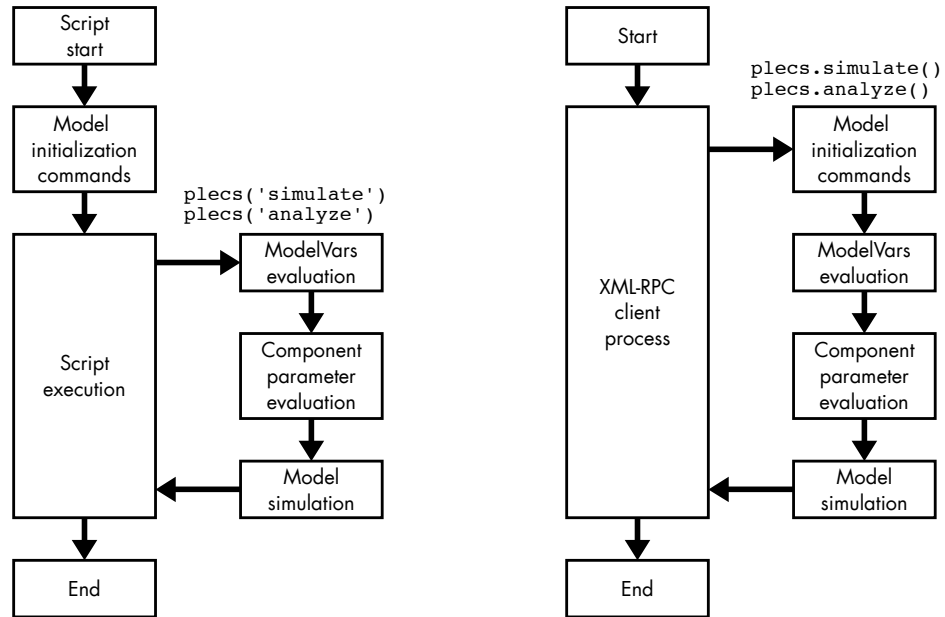 Script
start
Model
initialization
commands
plecs('simulate')
plecs('analyze')
Script
execution
ModelVars
evaluation
Component
parameter
evaluation
Model
simulation
End
Start
plecs.simulate()
plecs.analyze()
XML-RPC
client
process
Model
initialization
commands
ModelVars
evaluation
Component
parameter
evaluation
Model
simulation
End